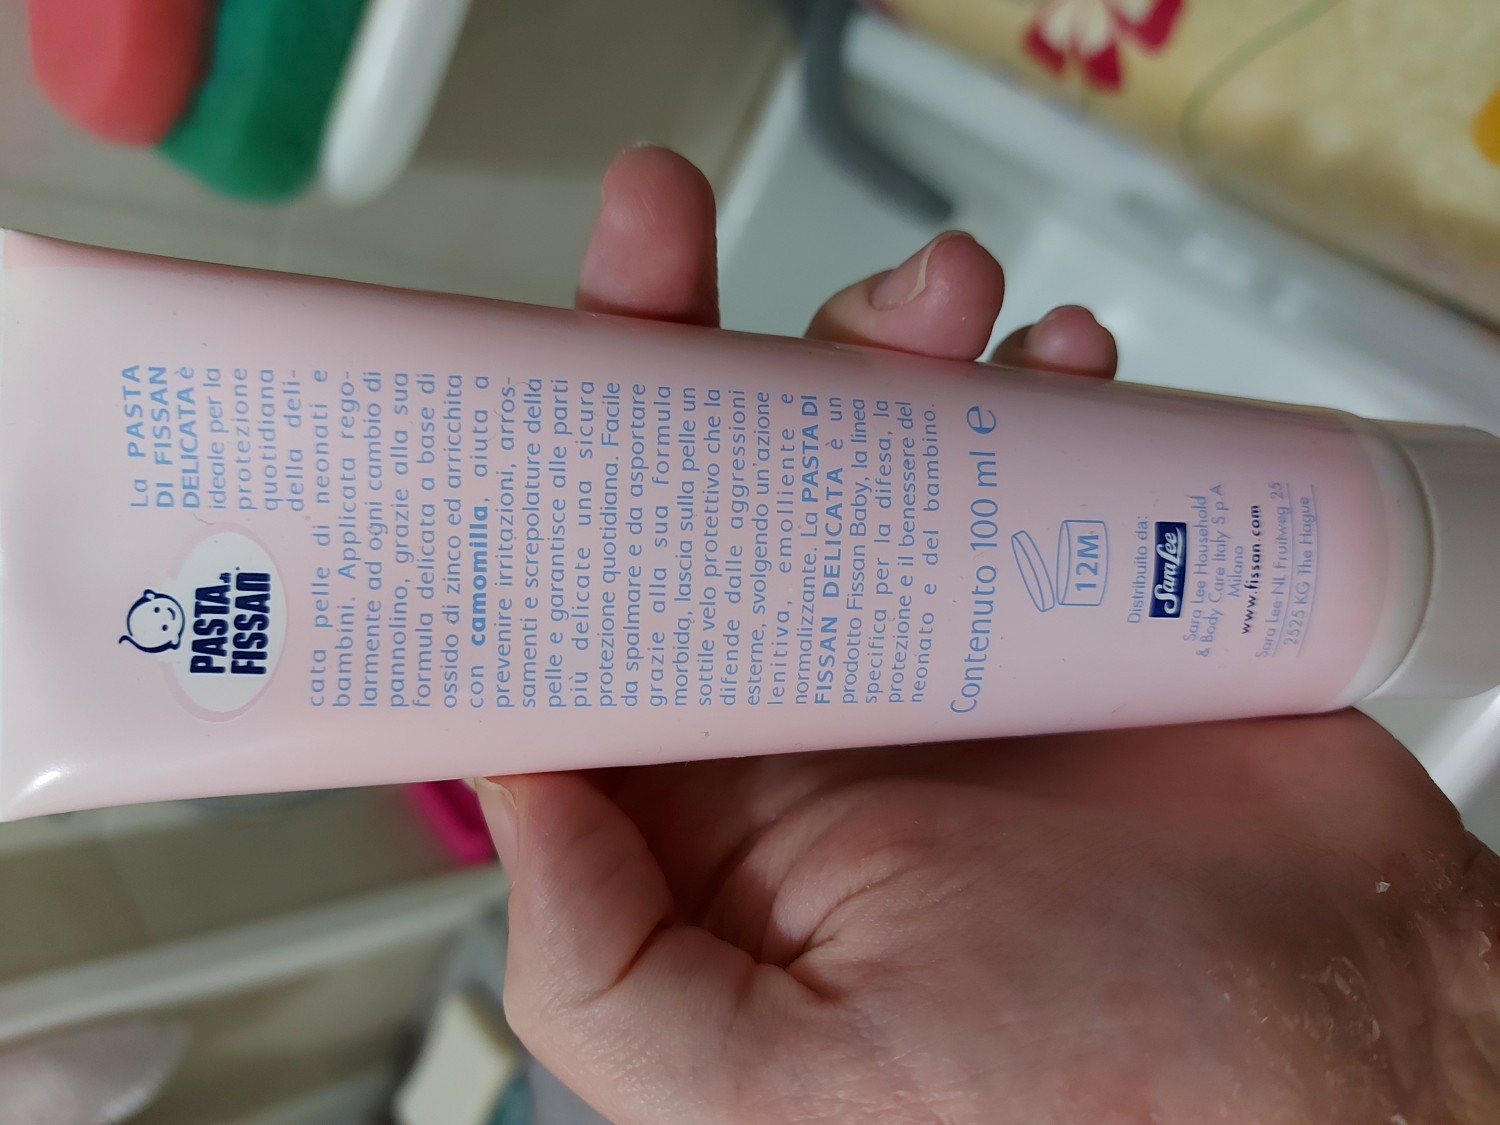 PASTA DI
FISSAN
La PASTA
DI FISSAN
DELICATA è
ideale per la
protezione
quotidiana
della deli-
cata pelle di neonati e
bambini. Applicata rego-
larmente ad ogni cambio di
pannolino, grazie alla sua
formula delicata a base di
ossido di zinco ed arricchita
con camomilla, aiuta a
prevenire irritazioni, arros-
samenti e screpolature della
pelle e garantisce alle parti
più delicate una sicura
protezione quotidiana. Facile
da spalmare e da asportare
grazie alla sua formula
morbida, lascia sulla pelle un
sottile velo protettivo che la
difende dalle aggressioni
esterne, svolgendo un'azione
lenitiva, emolliente e
normalizzante. La PASTA DI
FISSAN DELICATA è un
prodotto Fissan Baby, la linea
specifica per la difesa, la
protezione e il benessere del
neonato e del bambino.
Contenuto 100 ml e
12M
Distribuito da:
Sara Lee
Sara Lee Household
& Body Care Italy S.p.A
Milano
www.fissan.com
Sara Lee-NL Fruitweg 25
2525 KG The Hague